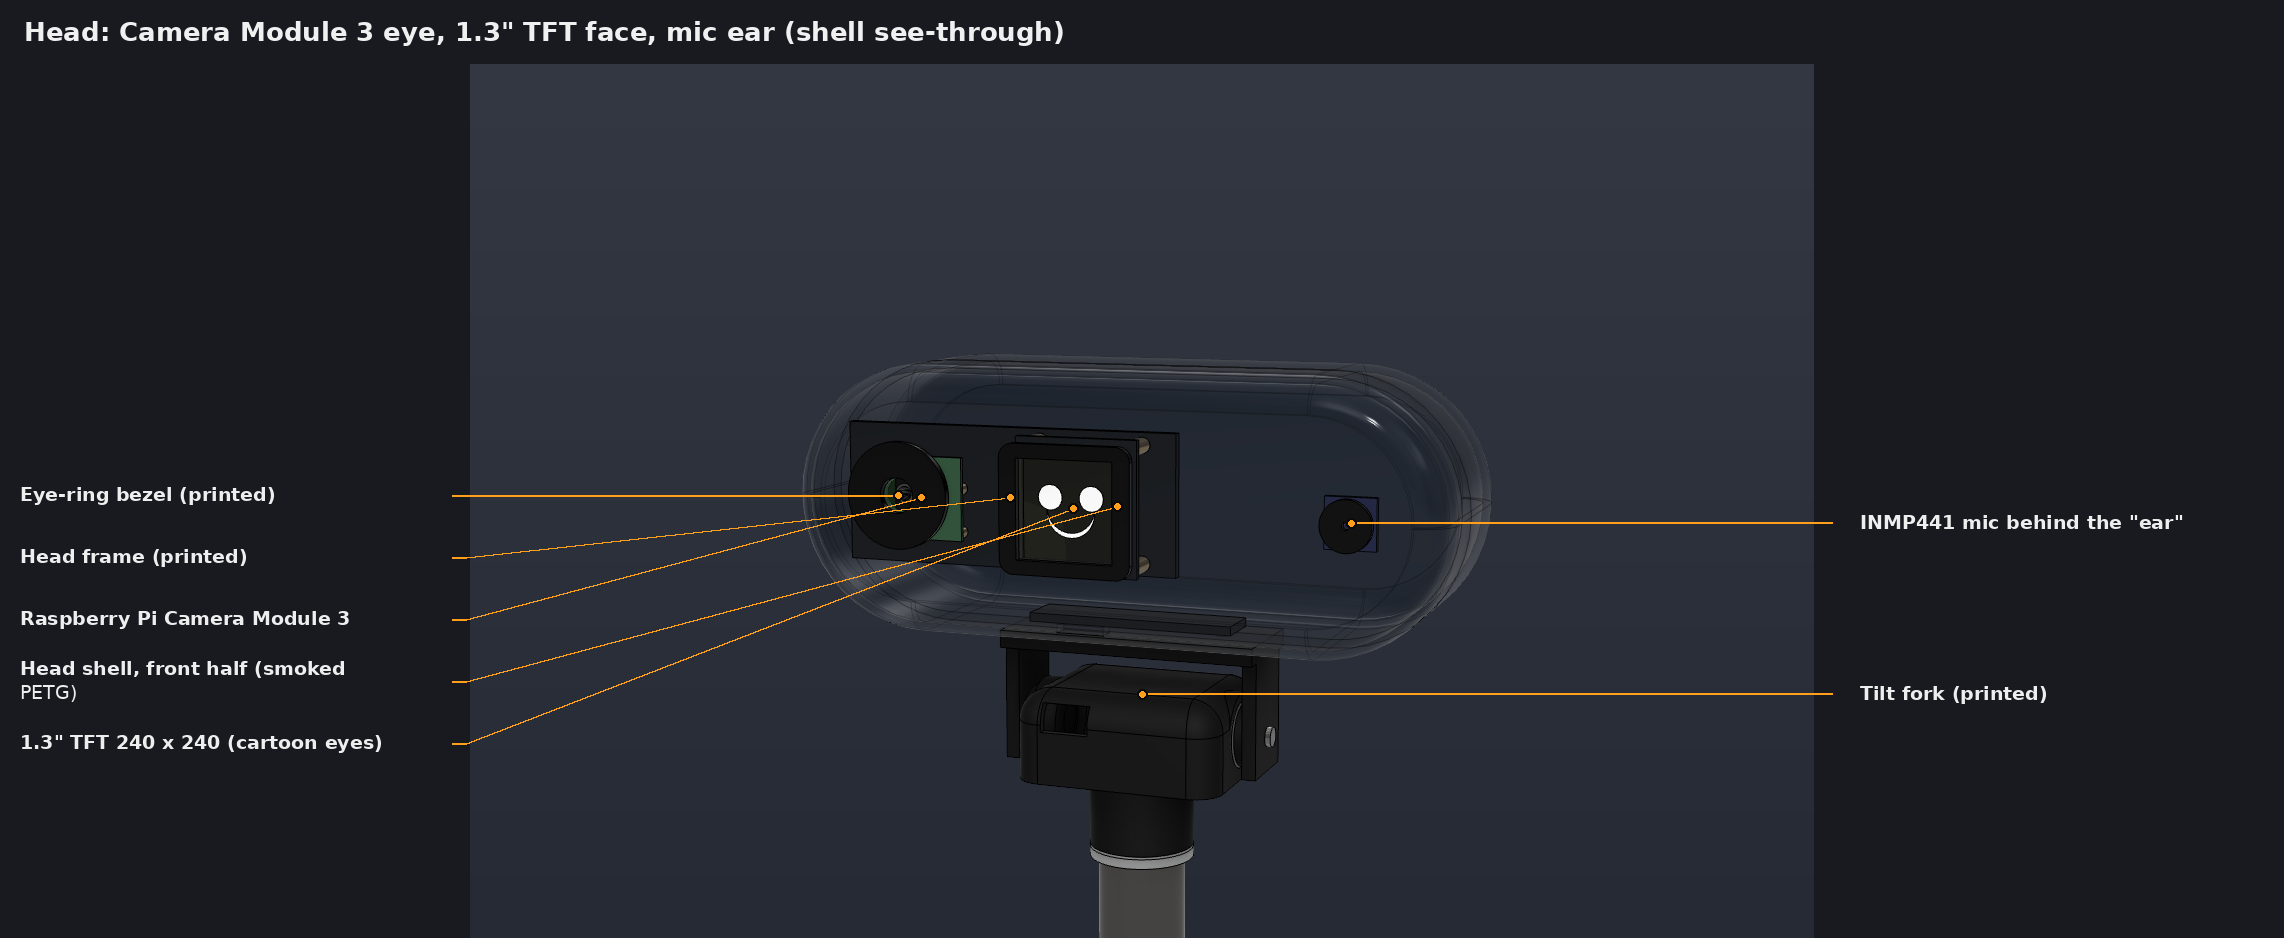 Head: Camera Module 3 eye, 1.3" TFT face, mic ear (shell see-through)
Eye-ring bezel (printed)
Head frame (printed)
Raspberry Pi Camera Module 3
Head shell, front half (smoked
PETG)
1.3" TFT 240 x 240 (cartoon eyes)
INMP441 mic behind the "ear"
Tilt fork (printed)